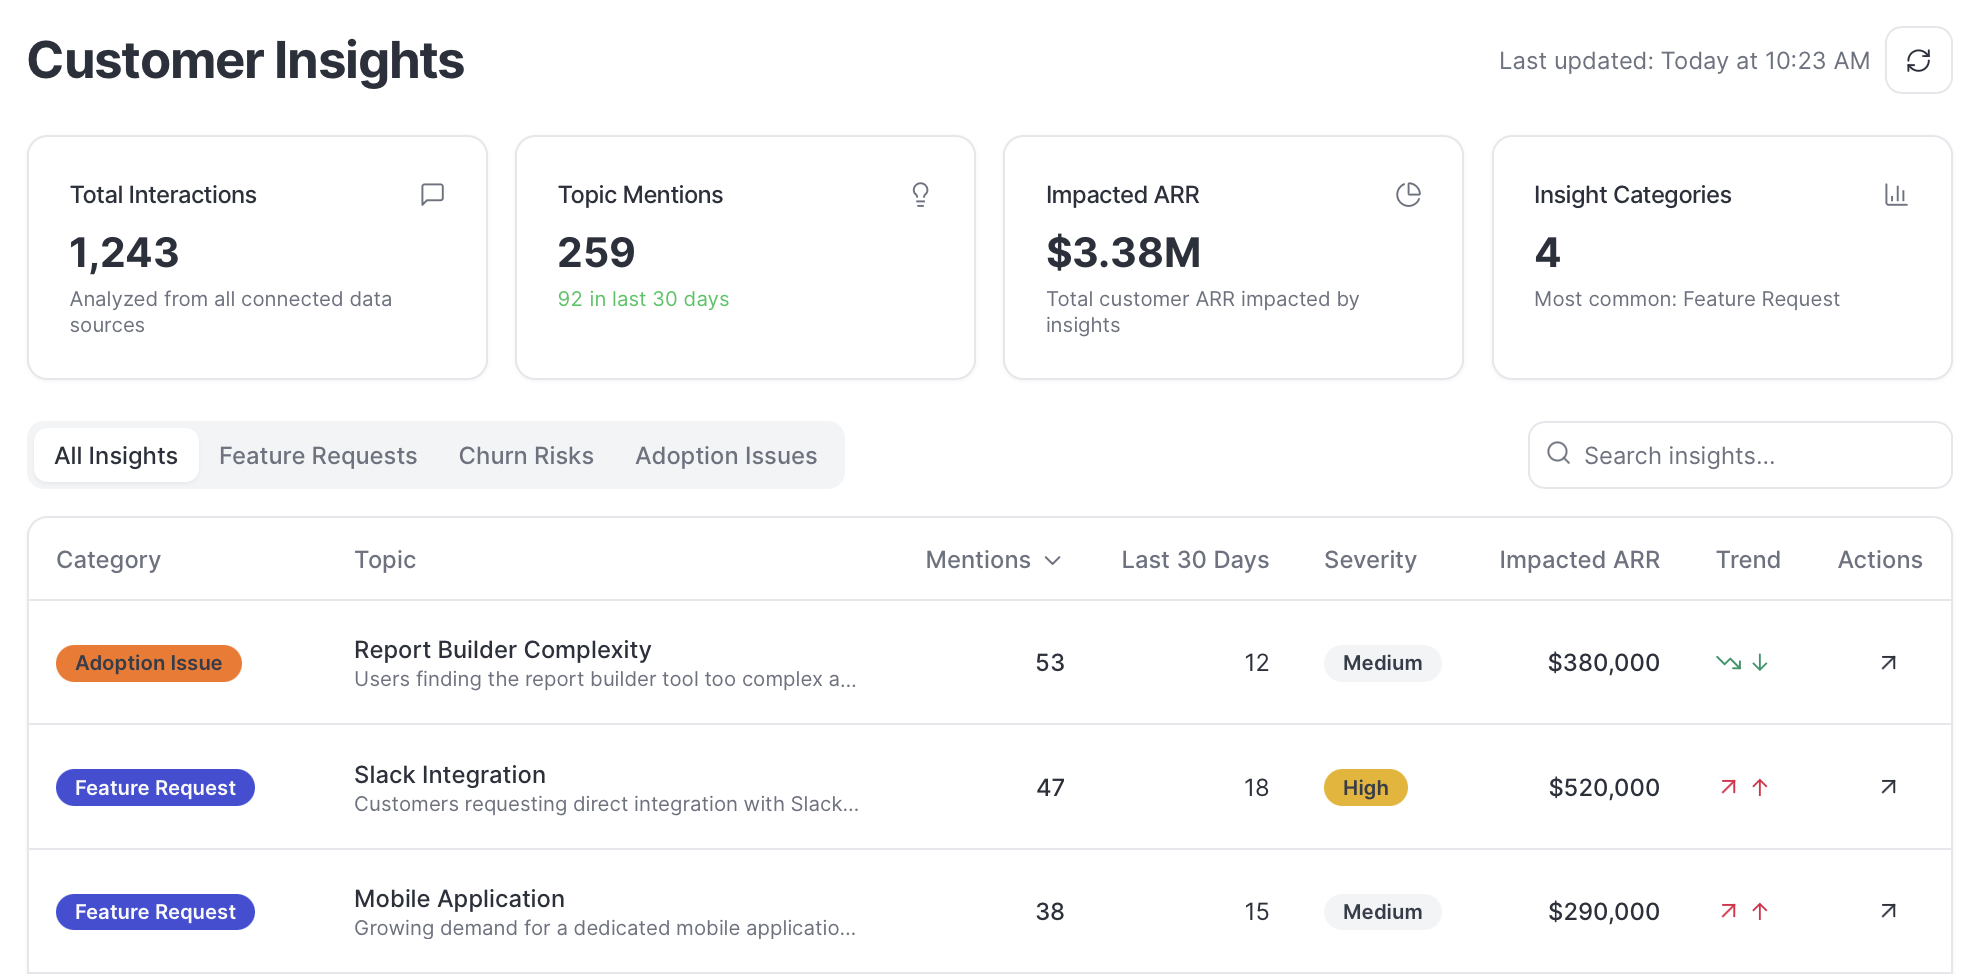 Customer Insights
Last updated: Today at 10:23 AM
Total Interactions
1,243
Analyzed from all connected data
sources
Topic Mentions
259
92 in last 30 days
Impacted ARR
$3.38M
Total customer ARR impacted by
insights
Insight Categories
4
Most common: Feature Request
All Insights Feature Requests Churn Risks Adoption Issues
Search insights...
Category Topic Mentions Last 30 Days Severity Impacted ARR Trend Actions
Adoption Issue
Report Builder Complexity
Users finding the report builder tool too complex a...
53 12 Medium $380,000
Feature Request
Slack Integration
Customers requesting direct integration with Slack...
47 18 High $520,000
Feature Request
Mobile Application
Growing demand for a dedicated mobile applicatio...
38 15 Medium $290,000